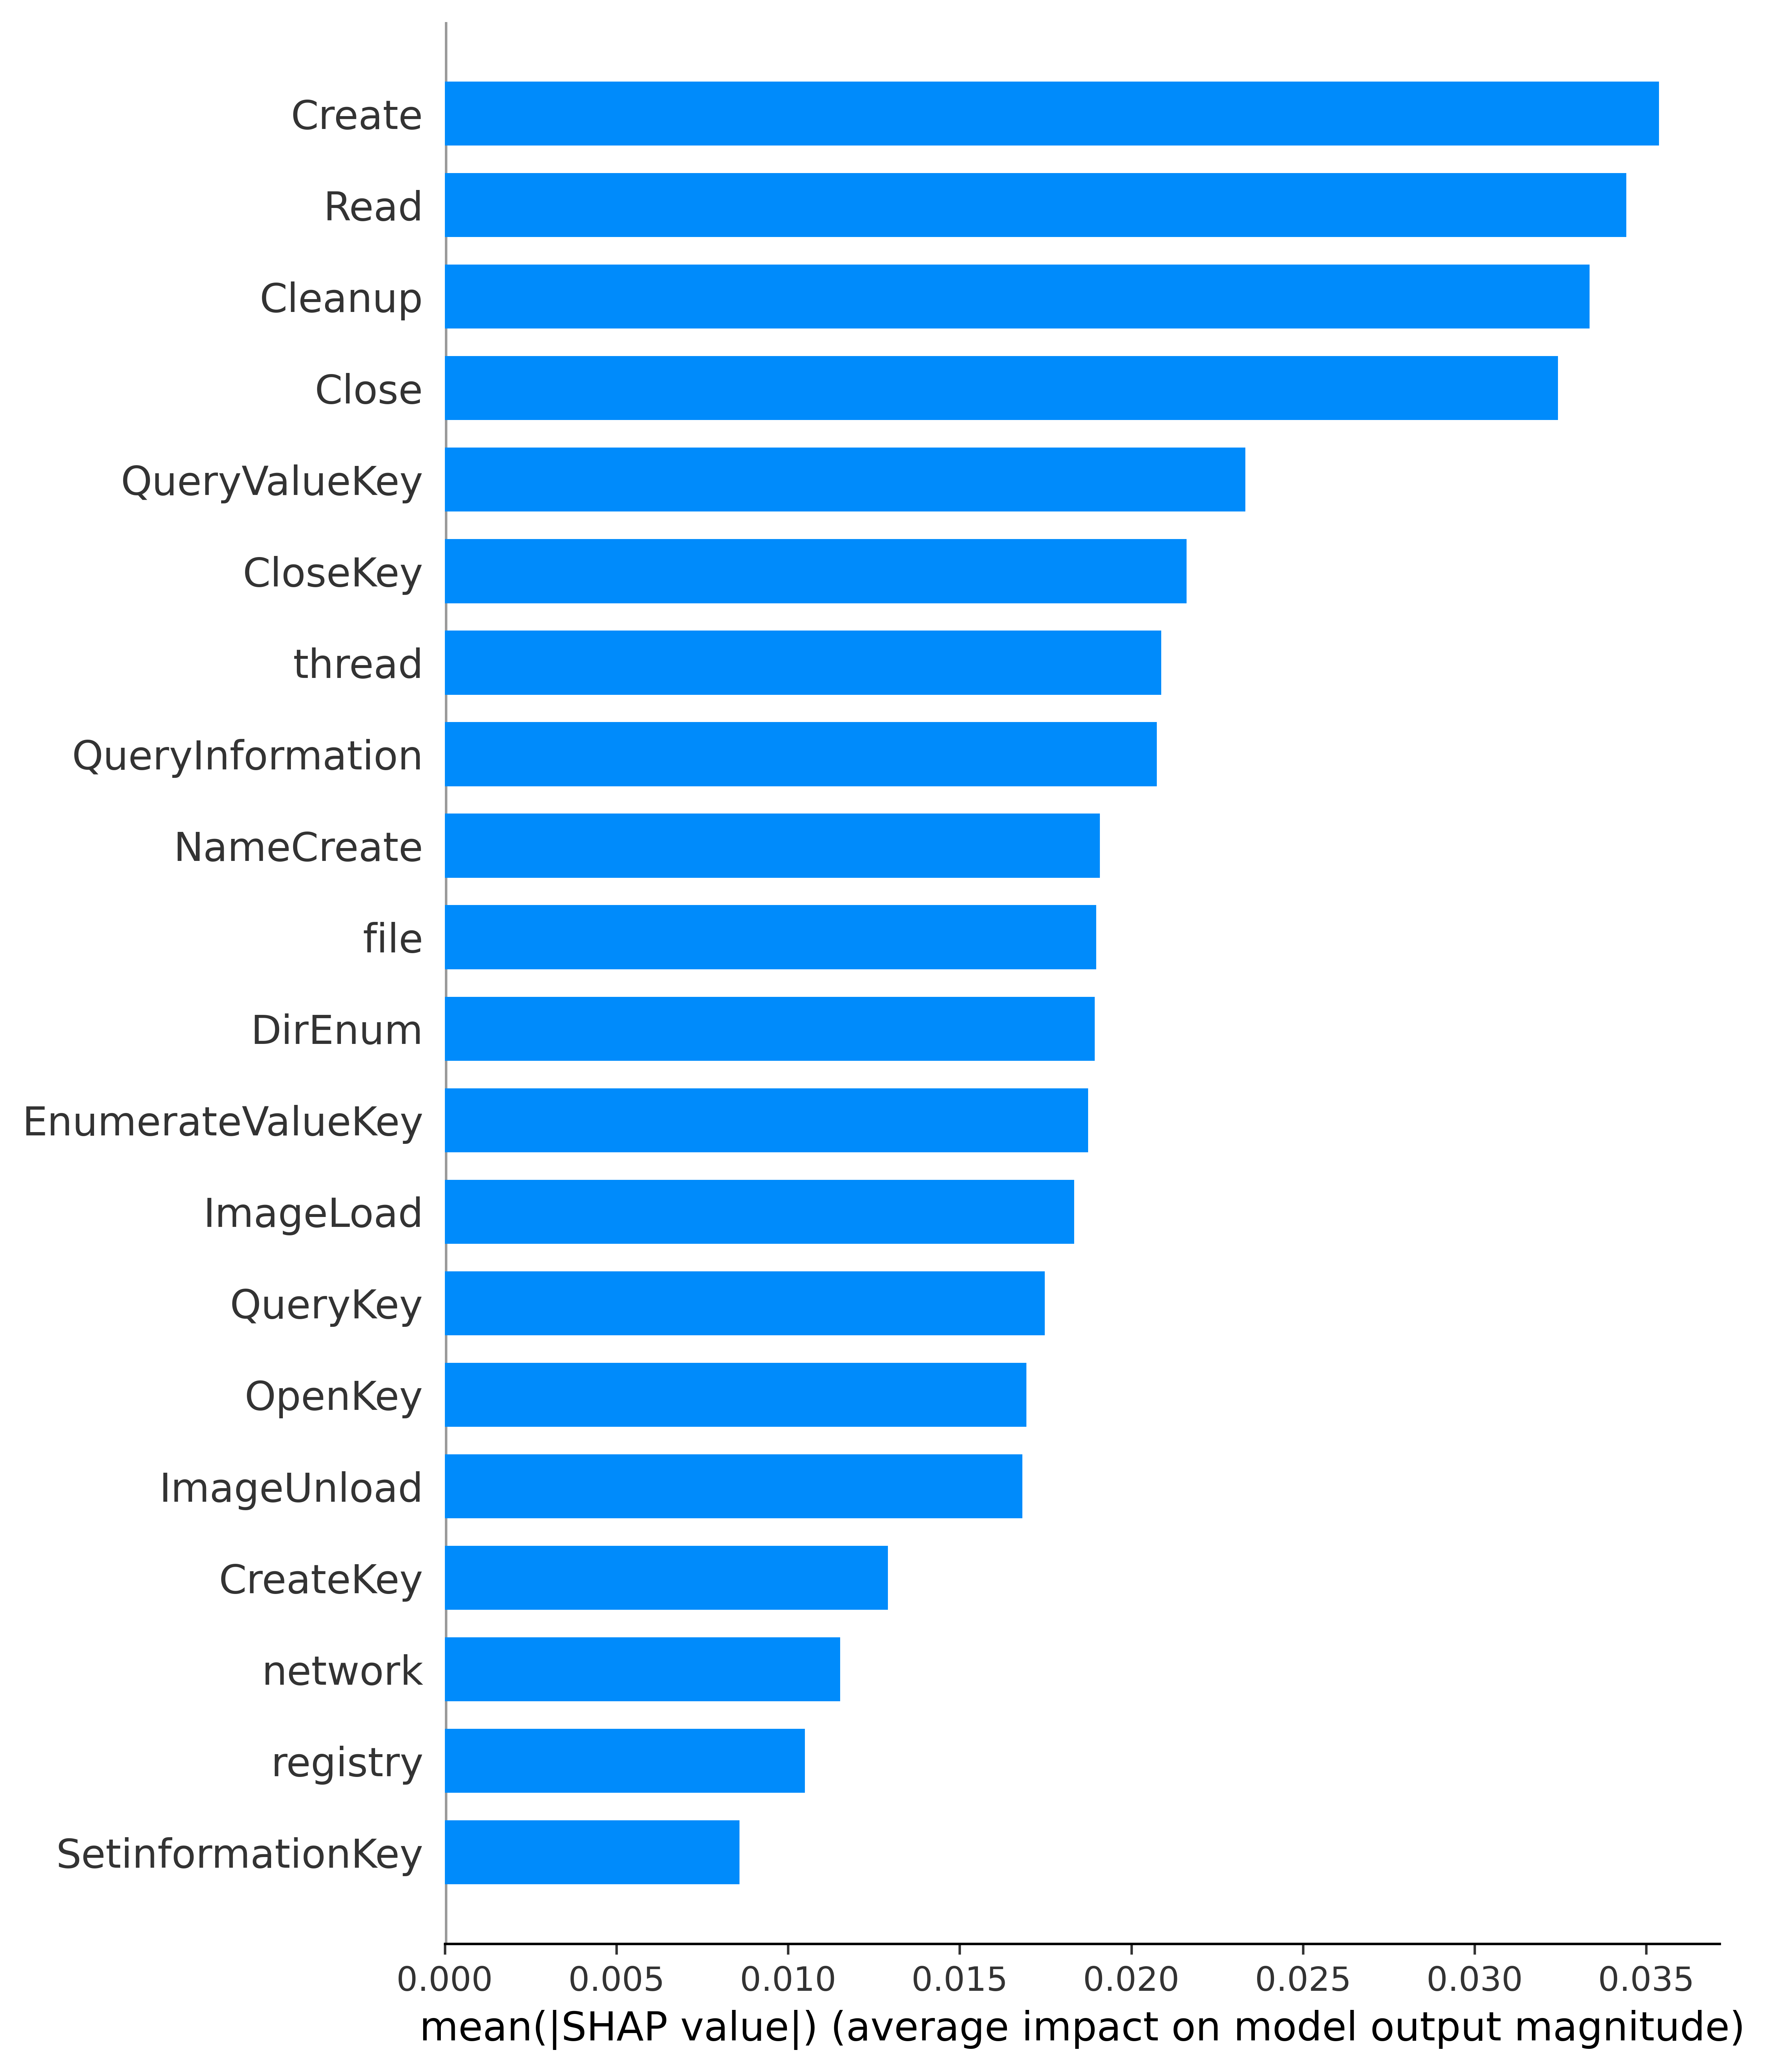 Create
Read
Cleanup
Close
QueryValueKey
CloseKey
thread
QueryInformation
NameCreate
file
DirEnum
EnumerateValueKey
ImageLoad
QueryKey
OpenKey
ImageUnload
CreateKey
network
registry
SetinformationKey
0.000 0.005 0.010 0.015 0.020 0.025 0.030 0.035
mean(|SHAP value|) (average impact on model output magnitude)